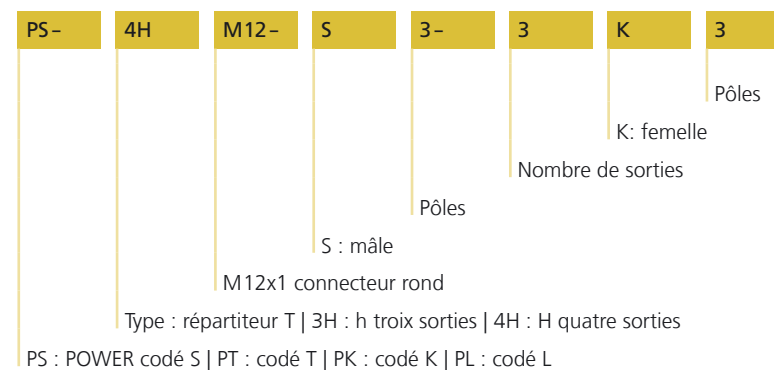 PS- 4H M12- S 3- 3 K 3
Pôles
K: femelle
Nombre de sorties
Pôles
S : mâle
M12x1 connecteur rond
Type : répartiteur T | 3H : h troix sorties | 4H : H quatre sorties
PS : POWER codé S | PT : codé T | PK : codé K | PL : codé L